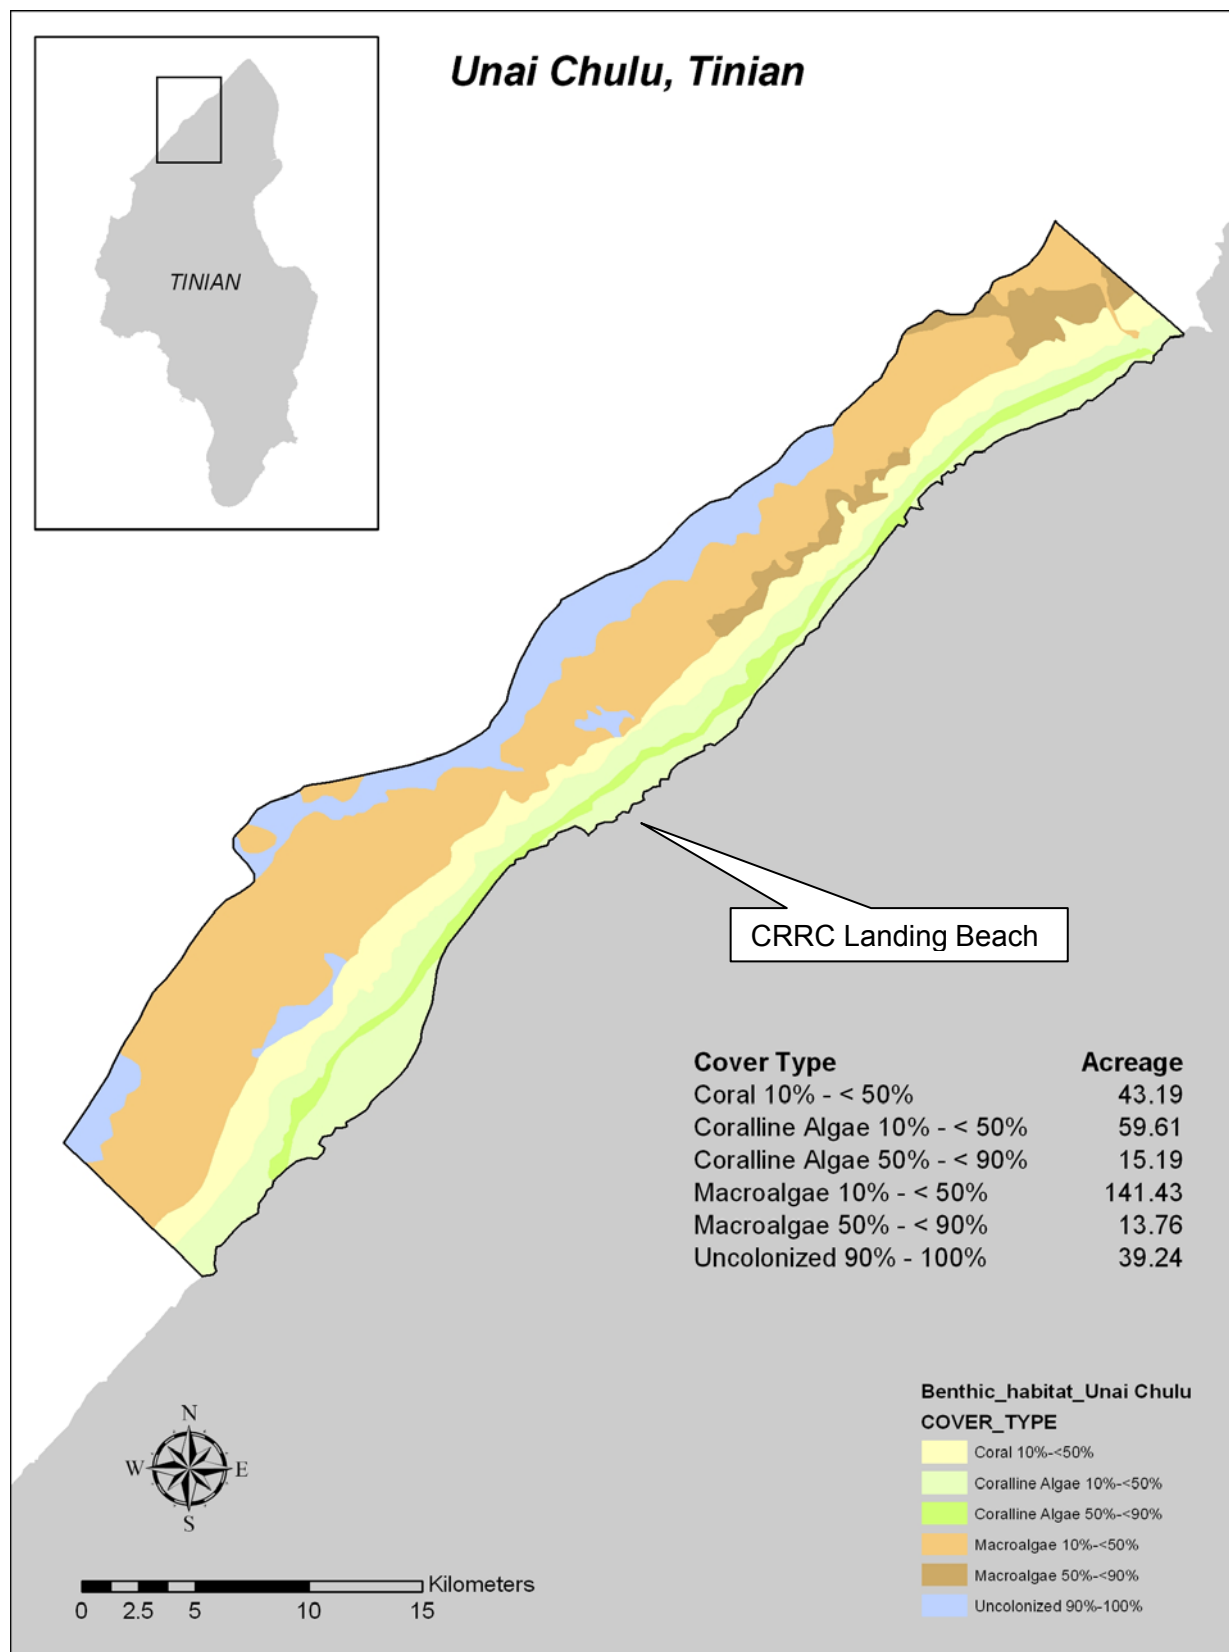 Unai Chulu, Tinian
TINIAN
CRRC Landing Beach
Cover Type Acreage
Coral 10% - < 50% 43.19
Coralline Algae 10% - < 50% 59.61
Coralline Algae 50% - < 90% 15.19
Macroalgae 10% - < 50% 141.43
Macroalgae 50% - < 90% 13.76
Uncolonized 90% - 100% 39.24
Benthic_habitat_Unai Chulu
COVER_TYPE
Coral 10%-<50%
Coralline Algae 10%-<50%
Coralline Algae 50%-<90%
Macroalgae 10%-<50%
Macroalgae 50%-<90%
Uncolonized 90%-100%
N
W E
S
Kilometers
0 2.5 5 10 15